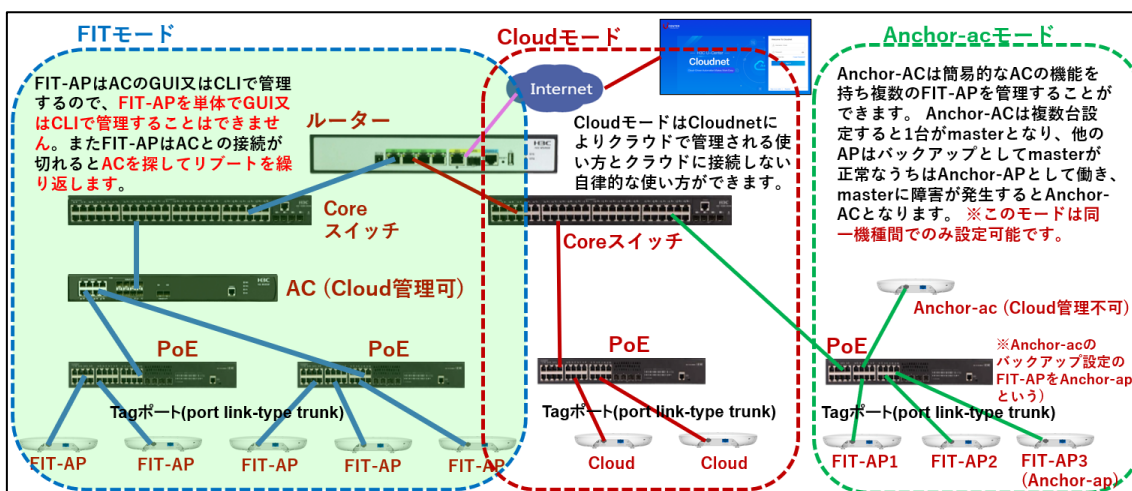 FITモード
FIT-APはACのGUI又はCLIで管理
するので、FIT-APを単体でGUI又
はCLIで管理することはできませ
ん。またFIT-APはACとの接続が
切れるとACを探してリブートを繰
り返します。
ルーター
H3C
Core
スイッチ
H3C
AC (Cloud管理可)
PoE
PoE
Tagポート(port link-type trunk)
FIT-AP
FIT-AP
FIT-AP
FIT-AP
FIT-AP
Cloudモード
Internet
Cloudnet
CloudモードはCloudnetに
よりクラウドで管理される使
い方とクラウドに接続しない
自律的な使い方ができます。
Coreスイッチ
PoE
Tagポート(port link-type trunk)
Cloud
Cloud
Anchor-acモード
Anchor-ACは簡易的なACの機能を
持ち複数のFIT-APを管理することが
できます。 Anchor-ACは複数台設
定すると1台がmasterとなり、他の
APはバックアップとしてmasterが
正常なうちはAnchor-APとして働き、
masterに障害が発生するとAnchor-
ACとなります。 ※このモードは同
一機種間でのみ設定可能です。
Anchor-ac (Cloud管理不可)
PoE
※Anchor-acの
バックアップ設定の
FIT-APをAnchor-ap
という)
Tagポート(port link-type trunk)
FIT-AP1
FIT-AP2
FIT-AP3
(Anchor-ap)